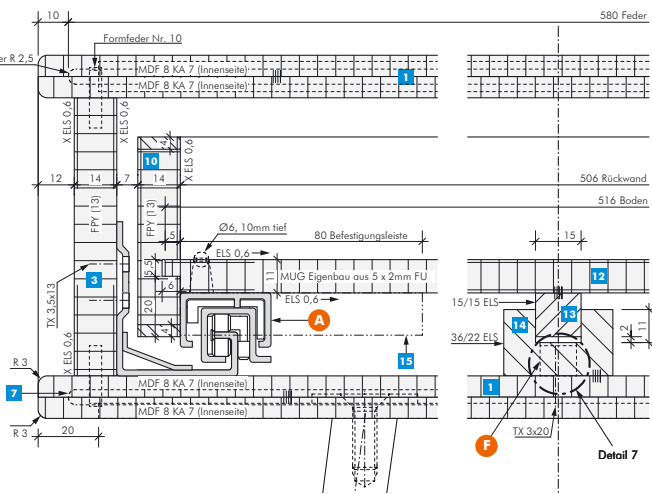 10
580 Feder
Formfeder Nr. 10
er R 2,5
MDF 8 KA 7 (Innenseite)
1
MDF 8 KA 7 (Innenseite)
X ELS 0,6
X ELS 0,6
4
X ELS 0,6
10
12
14
7
14
506 Rückwand
516 Boden
FPY (13)
FPY (13)
5
Ø6, 10mm tief
80 Befestigungsleiste
15
ELS 0,6
5,5
11
MUG Eigenbau aus 5 x 2mm FU
12
3
6
ELS 0,6
15/15 ELS
13
TX 3,5x13
20
A
14
2
11
4
36/22 ELS
15
X ELS 0,6
R 3
MDF 8 KA 7 (Innenseite)
1
7
MDF 8 KA 7 (Innenseite)
R 3
20
TX 3x20
F
Detail 7